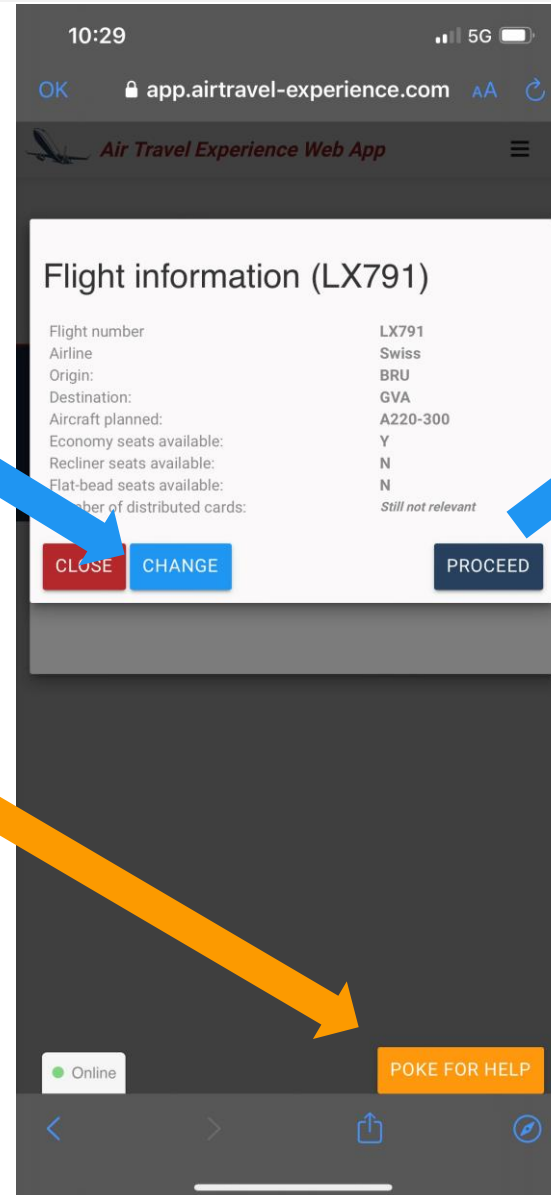 10:29
5G
OK
app.airtravel-experience.com
AA
Air Travel Experience Web App
Flight information (LX791)
Flight number LX791
Airline Swiss
Origin: BRU
Destination: GVA
Aircraft planned: A220-300
Economy seats available: Y
Recliner seats available: N
Flat-bead seats available: N
of distributed cards: Still not relevant
CLOSE CHANGE PROCEED
Online
POKE FOR HELP